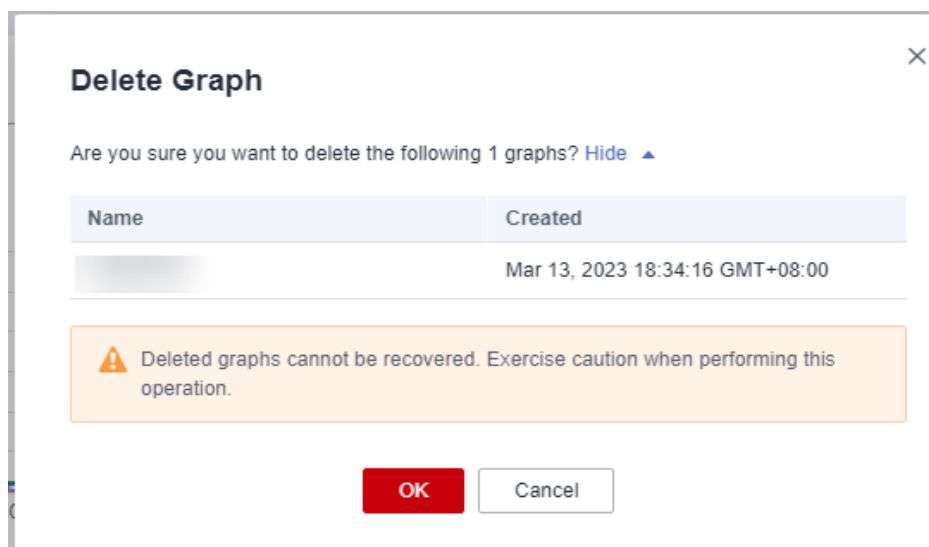 Delete Graph
Are you sure you want to delete the following 1 graphs? Hide
Name Created
Mar 13, 2023 18:34:16 GMT+08:00
Deleted graphs cannot be recovered. Exercise caution when performing this
operation.
OK Cancel